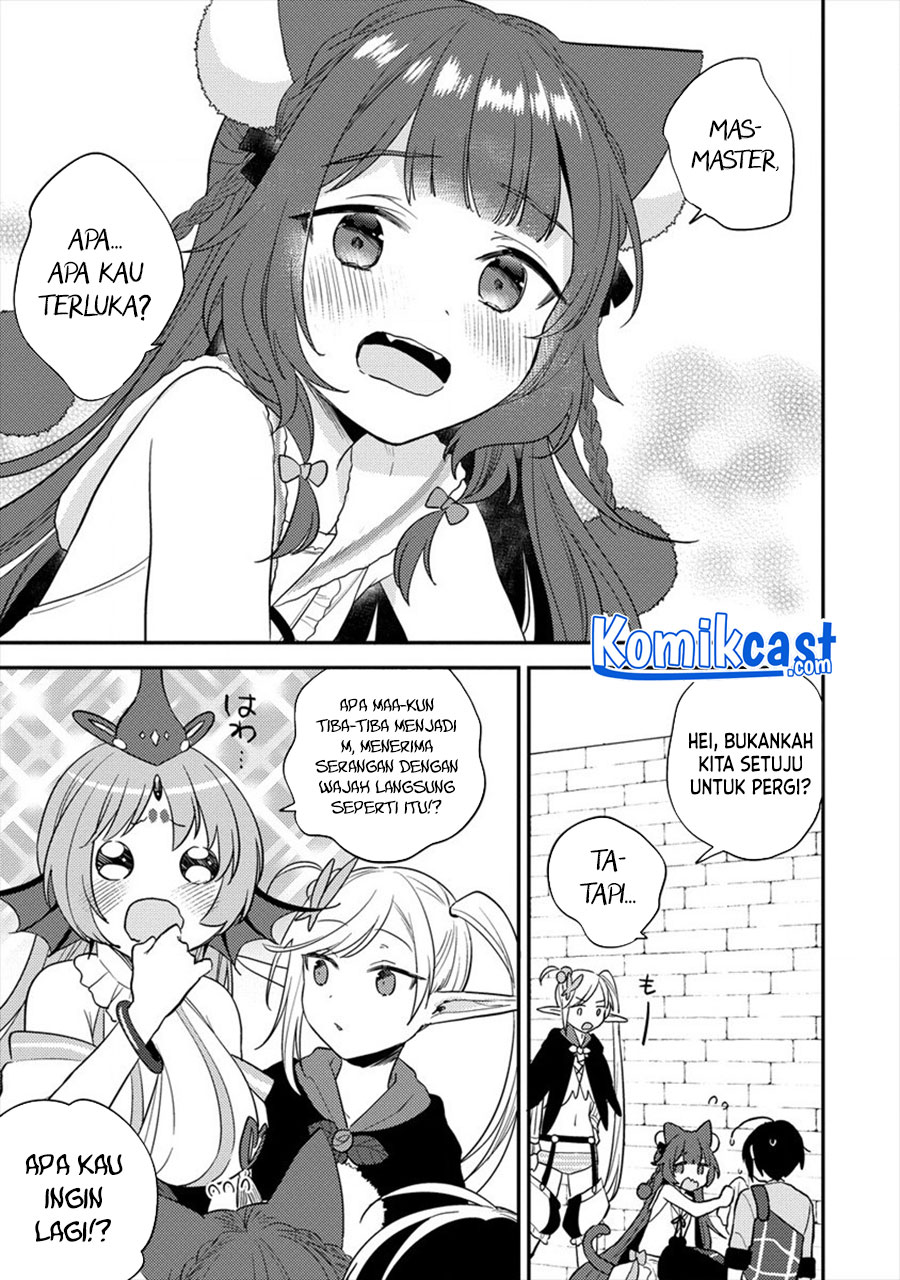 MAS-
MASTER,
APA...
APA KAU
TERLUKA?
Komikcast
.com
HEI, BUKANKAH
KITA SETUJU
UNTUK PERGI?
TA-
TAPI...
も
APA MAA-KUN
TIBA-TIBA MENJADI
M, MENERIMA
SERANGAN DENGAN
WAJAH LANGSUNG
SEPERTI ITU!?
はわ...
APA KAU
INGIN
LAGI!?